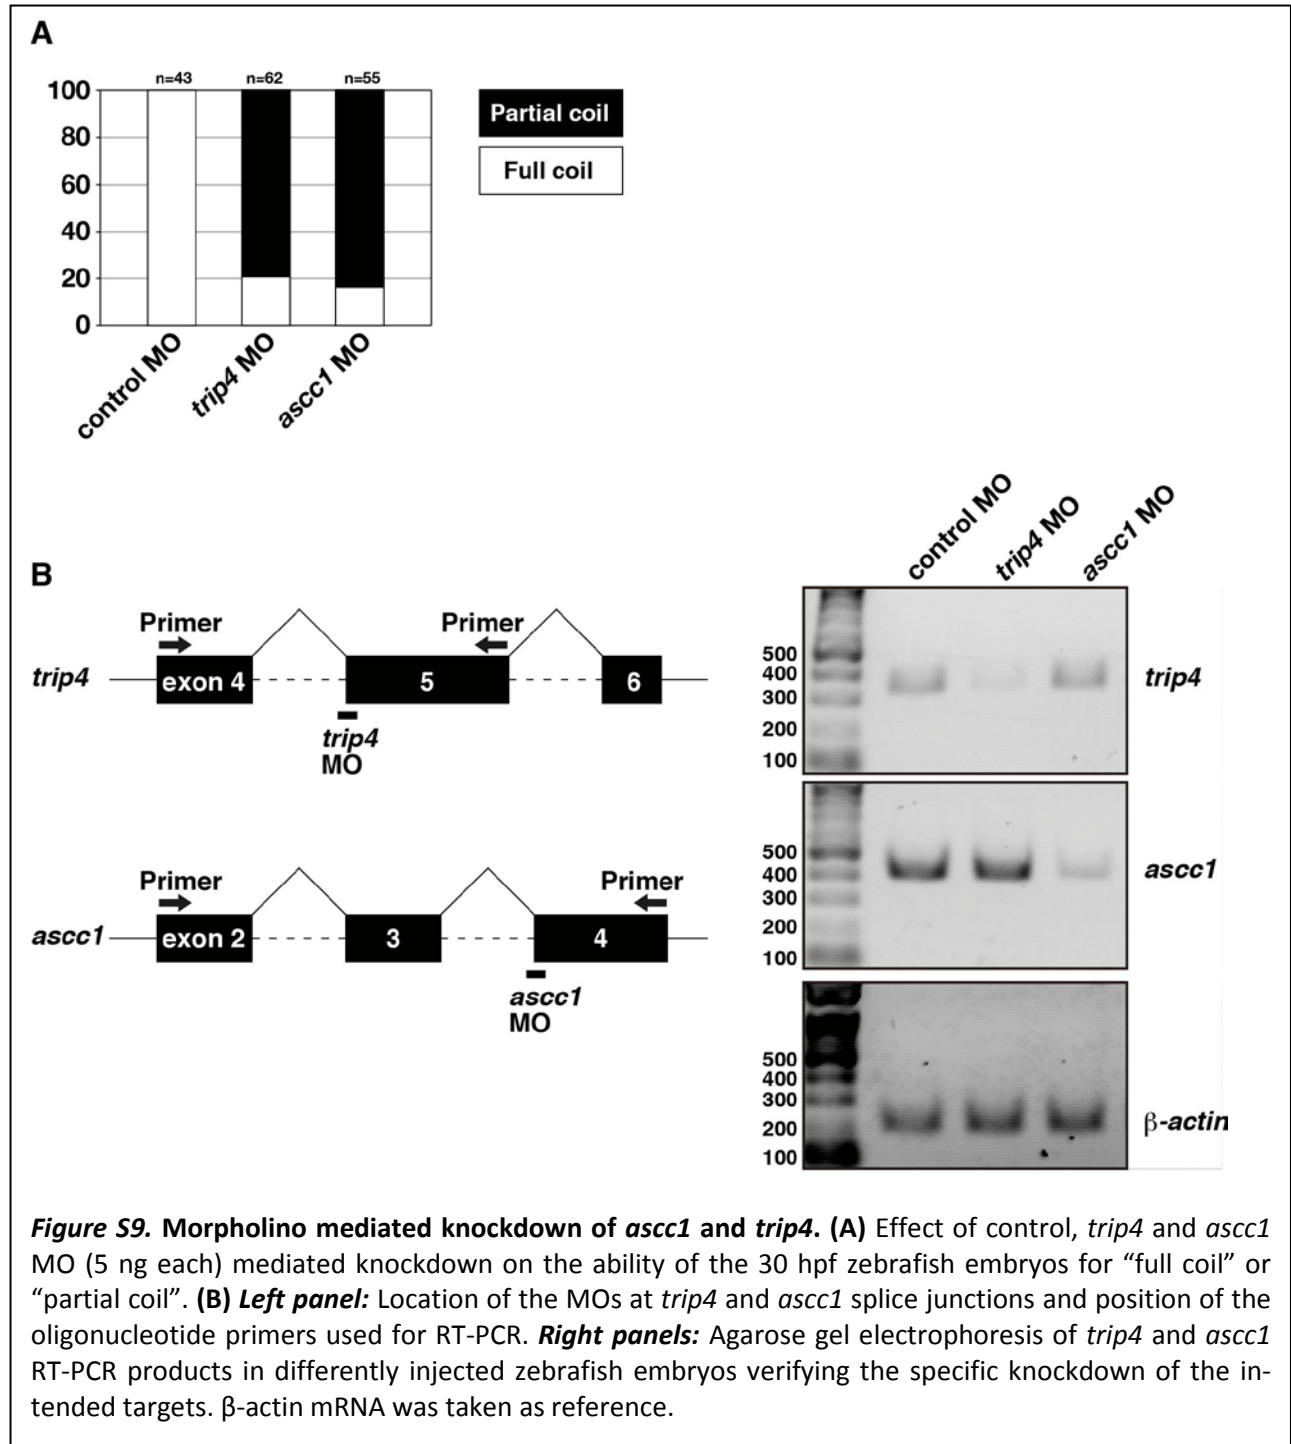 A
n=43 n=62 n=55
100
80
60
40
20
0
control MO
trip4 MO
ascc1 MO
Partial coil
Full coil
B
Primer Primer
trip4 exon 4 5 6
trip4
MO
Primer Primer
ascc1 exon 2 3 4
ascc1
MO
control MO
trip4 MO
ascc1 MO
500
400
300
200
100
trip4
500
400
300
200
100
ascc1
500
400
300
200
100
β-actin
Figure S9. Morpholino mediated knockdown of ascc1 and trip4. (A) Effect of control, trip4 and ascc1
MO (5 ng each) mediated knockdown on the ability of the 30 hpf zebrafish embryos for “full coil” or
“partial coil”. (B) Left panel: Location of the MOs at trip4 and ascc1 splice junctions and position of the
oligonucleotide primers used for RT-PCR. Right panels: Agarose gel electrophoresis of trip4 and ascc1
RT-PCR products in differently injected zebrafish embryos verifying the specific knockdown of the in-
tended targets. β-actin mRNA was taken as reference.